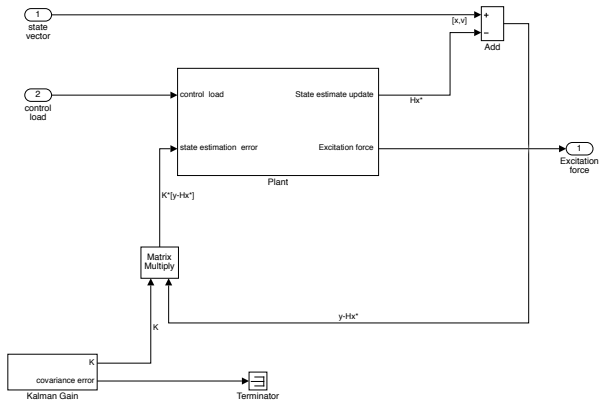 1
state
vector
[x,v]
+
−
Add
2
control
load
control load
State estimate update
Hx*
state estimation error
Excitation force
1
Excitation
force
Plant
K*[y-Hx*]
Matrix
Multiply
y-Hx*
K
K
covariance error
Kalman Gain
Terminator